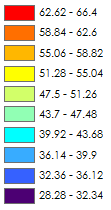 62.62 - 66.4
58.84 - 62.6
55.06 - 58.82
51.28 - 55.04
47.5 - 51.26
43.7 - 47.48
39.92 - 43.68
36.14 - 39.9
32.36 - 36.12
28.28 - 32.34